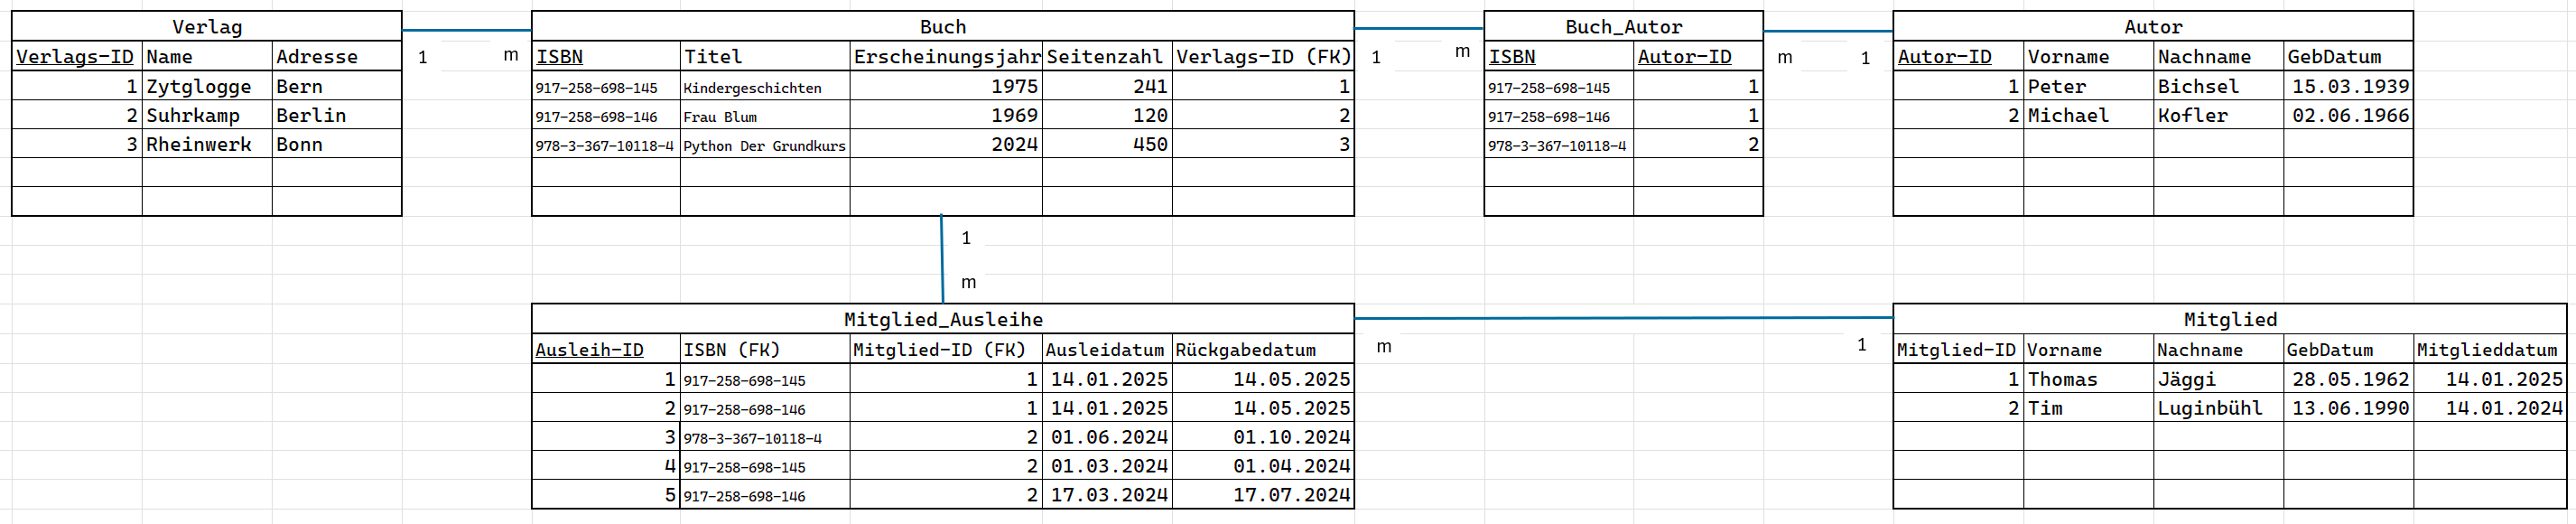 Verlag Buch Buch_Autor Autor
Verlags-ID Name Adresse 1 m ISBN Titel Erscheinungsjahr Seitenzahl Verlags-ID (FK) 1 m ISBN Autor-ID m 1 Autor-ID Vorname Nachname GebDatum
1 Zytglogge Bern 917-258-698-145 Kindergeschichten 1975 241 1 917-258-698-145 1 1 Peter Bichsel 15.03.1939
2 Suhrkamp Berlin 917-258-698-146 Frau Blum 1969 120 2 917-258-698-146 1 2 Michael Kofler 02.06.1966
3 Rheinwerk Bonn 978-3-367-10118-4 Python Der Grundkurs 2024 450 3 978-3-367-10118-4 2
1
m
Mitglied_Ausleihe Mitglied
Ausleih-ID ISBN (FK) Mitglied-ID (FK) Ausleidatum Rückgabedatum m 1 Mitglied-ID Vorname Nachname GebDatum Mitglieddatum
1 917-258-698-145 1 14.01.2025 14.05.2025 1 Thomas Jäggi 28.05.1962 14.01.2025
2 917-258-698-146 1 14.01.2025 14.05.2025 2 Tim Luginbühl 13.06.1990 14.01.2024
3 978-3-367-10118-4 2 01.06.2024 01.10.2024
4 917-258-698-145 2 01.03.2024 01.04.2024
5 917-258-698-146 2 17.03.2024 17.07.2024